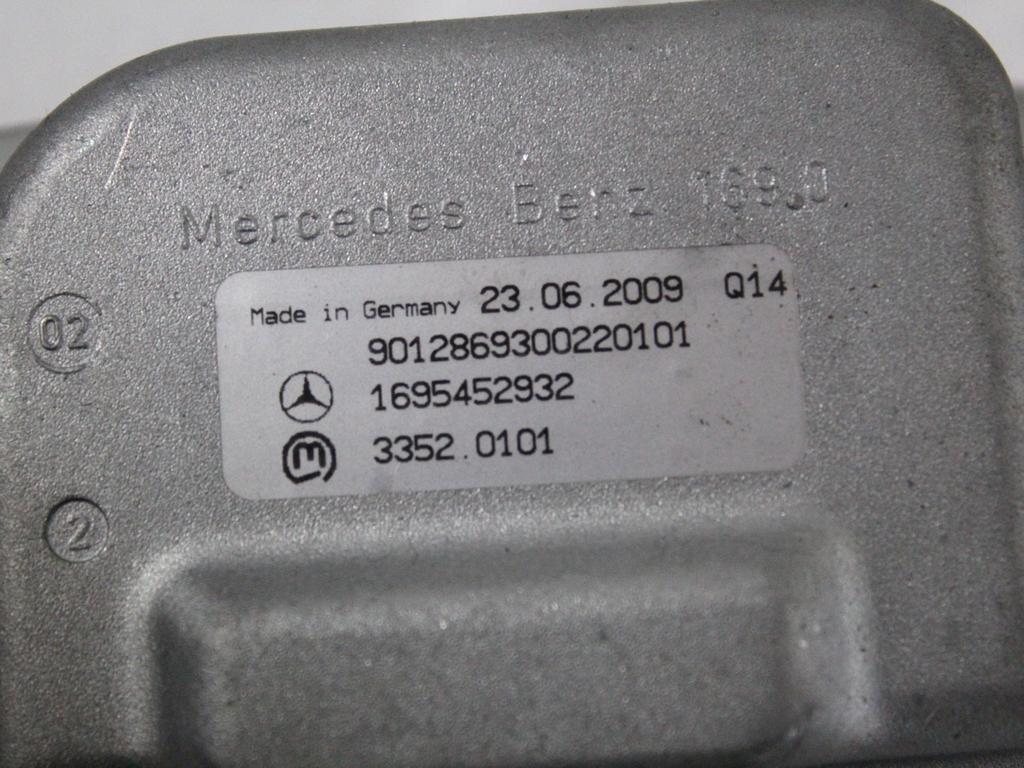 Mercedes Benz 169.0
Made in Germany 23.06.2009 Q14
9012869300220101
02
1695452932
m 3352.0101
2